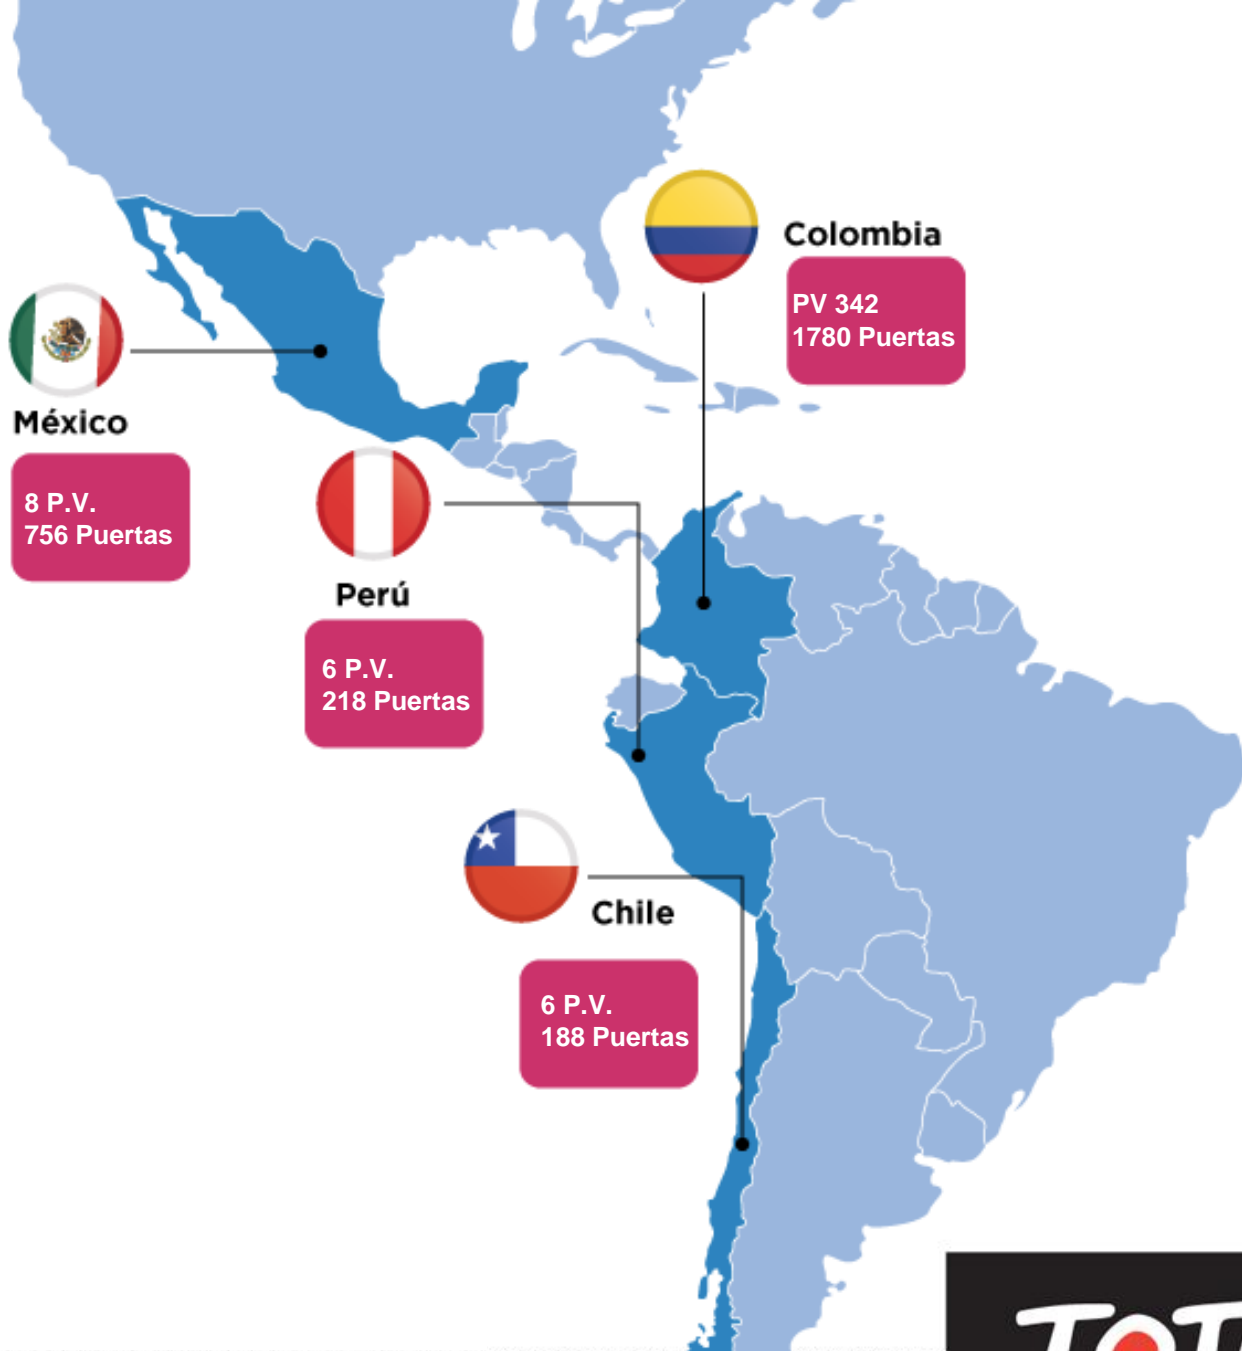 Colombia
PV 342
1780 Puertas
México
8 P.V.
756 Puertas
Perú
6 P.V.
218 Puertas
Chile
6 P.V.
188 Puertas